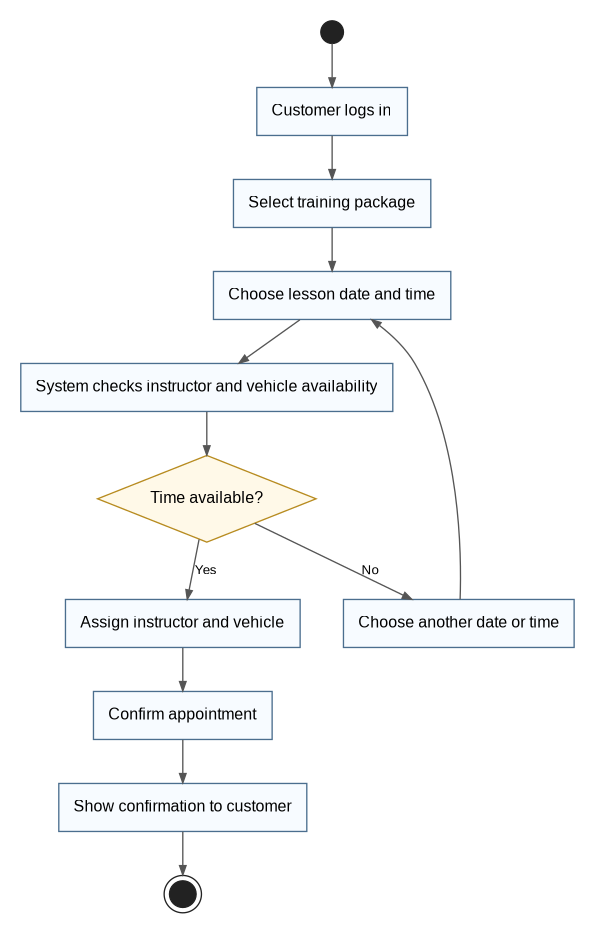 Customer logs in
Select training package
Choose lesson date and time
System checks instructor and vehicle availability
Time available?
Yes
No
Assign instructor and vehicle
Choose another date or time
Confirm appointment
Show confirmation to customer